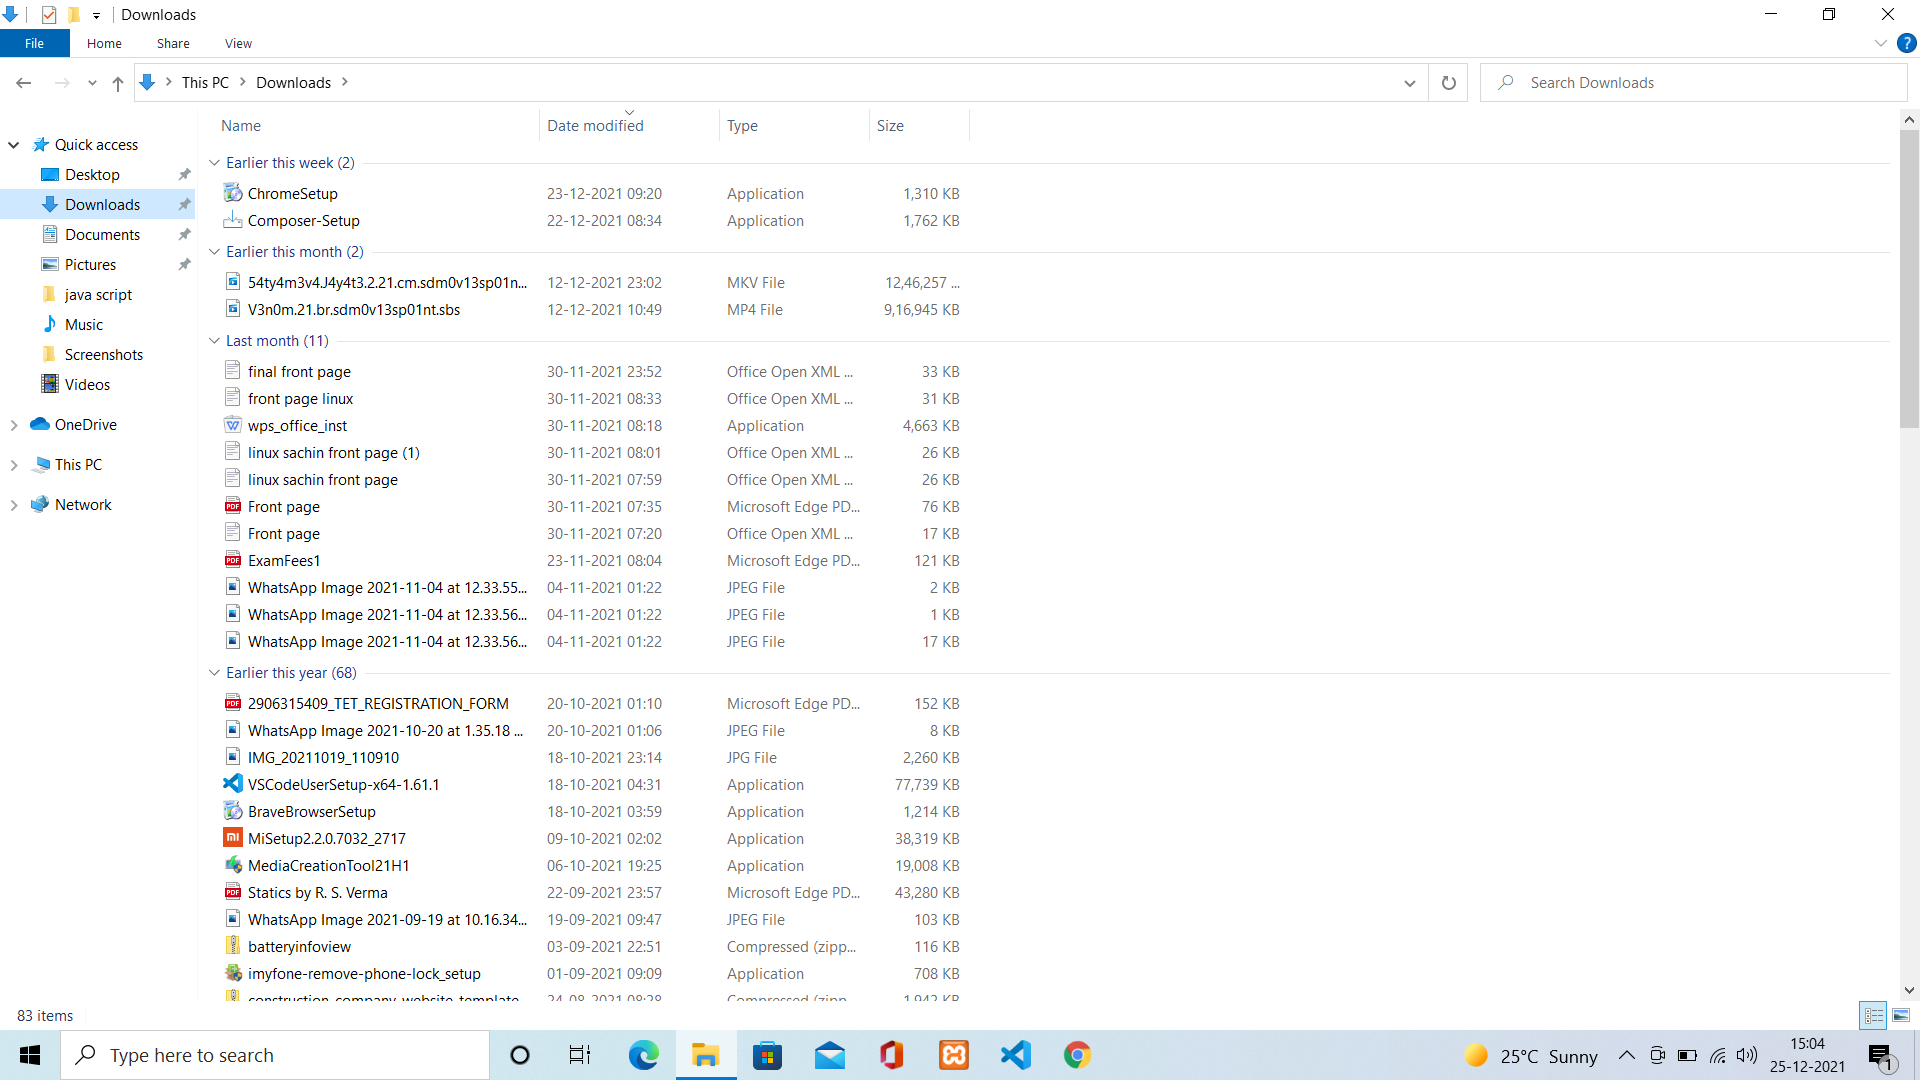 Downloads
File Home Share View
This PC Downloads
Search Downloads
Name Date modified Type Size
Quick access
Desktop
Downloads
Documents
Pictures
java script
Music
Screenshots
Videos
OneDrive
This PC
Network
Earlier this week (2)
ChromeSetup 23-12-2021 09:20 Application 1,310 KB
Composer-Setup 22-12-2021 08:34 Application 1,762 KB
Earlier this month (2)
54ty4m3v4.J4y4t3.2.21.cm.sdm0v13sp01n... 12-12-2021 23:02 MKV File 12,46,257 ...
V3n0m.21.br.sdm0v13sp01nt.sbs 12-12-2021 10:49 MP4 File 9,16,945 KB
Last month (11)
final front page 30-11-2021 23:52 Office Open XML ... 33 KB
front page linux 30-11-2021 08:33 Office Open XML ... 31 KB
wps_office_inst 30-11-2021 08:18 Application 4,663 KB
linux sachin front page (1) 30-11-2021 08:01 Office Open XML ... 26 KB
linux sachin front page 30-11-2021 07:59 Office Open XML ... 26 KB
Front page 30-11-2021 07:35 Microsoft Edge PD... 76 KB
Front page 30-11-2021 07:20 Office Open XML ... 17 KB
ExamFees1 23-11-2021 08:04 Microsoft Edge PD... 121 KB
WhatsApp Image 2021-11-04 at 12.33.55... 04-11-2021 01:22 JPEG File 2 KB
WhatsApp Image 2021-11-04 at 12.33.56... 04-11-2021 01:22 JPEG File 1 KB
WhatsApp Image 2021-11-04 at 12.33.56... 04-11-2021 01:22 JPEG File 17 KB
Earlier this year (68)
2906315409_TET_REGISTRATION_FORM 20-10-2021 01:10 Microsoft Edge PD... 152 KB
WhatsApp Image 2021-10-20 at 1.35.18 ... 20-10-2021 01:06 JPEG File 8 KB
IMG_20211019_110910 18-10-2021 23:14 JPG File 2,260 KB
VSCodeUserSetup-x64-1.61.1 18-10-2021 04:31 Application 77,739 KB
BraveBrowserSetup 18-10-2021 03:59 Application 1,214 KB
MiSetup2.2.0.7032_2717 09-10-2021 02:02 Application 38,319 KB
MediaCreationTool21H1 06-10-2021 19:25 Application 19,008 KB
Statics by R. S. Verma 22-09-2021 23:57 Microsoft Edge PD... 43,280 KB
WhatsApp Image 2021-09-19 at 10.16.34... 19-09-2021 09:47 JPEG File 103 KB
batteryinfoview 03-09-2021 22:51 Compressed (zipp... 116 KB
imyfone-remove-phone-lock_setup 01-09-2021 09:09 Application 708 KB
construction-company-website-template 24-08-2021 08:28 Compressed (zipp... 1,942 KB
83 items
Type here to search
25°C Sunny
15:04
25-12-2021
1